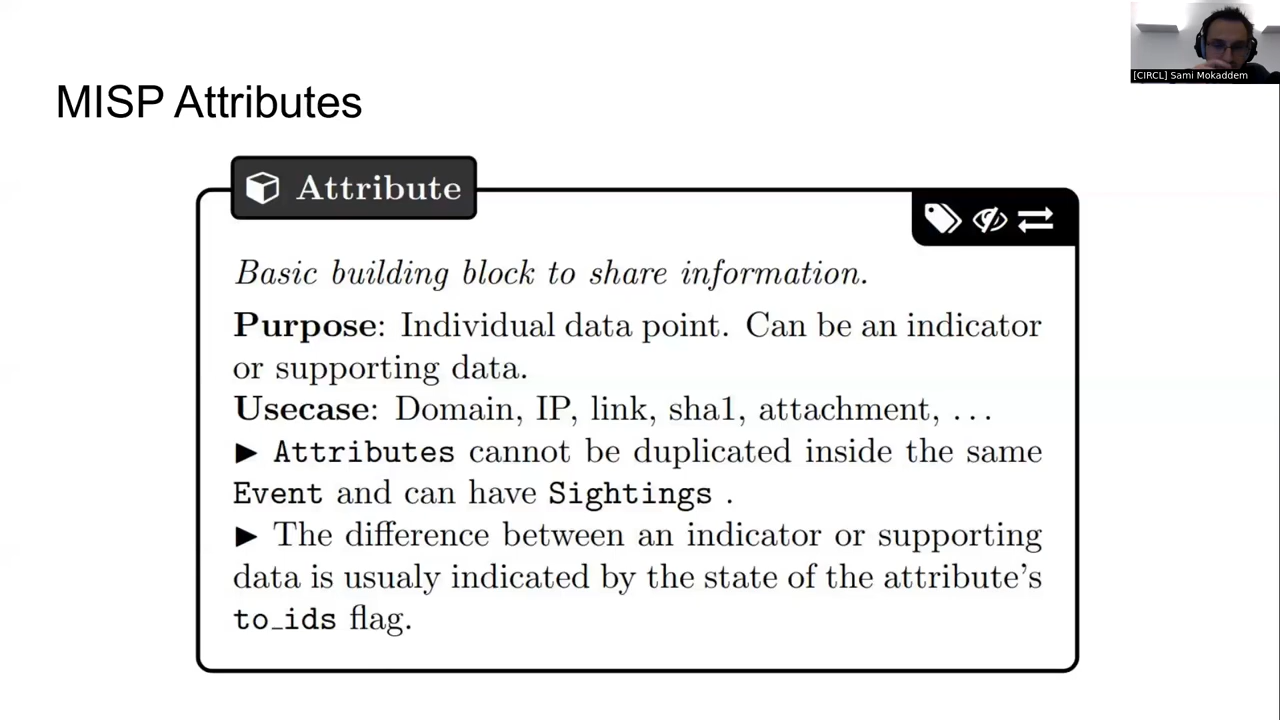 [CIRCL] Sami Mokaddem
MISP Attributes
Attribute
Basic building block to share information.
Purpose: Individual data point. Can be an indicator
or supporting data.
Usecase: Domain, IP, link, sha1, attachment, ...
▶ Attributes cannot be duplicated inside the same
Event and can have Sightings .
▶ The difference between an indicator or supporting
data is usualy indicated by the state of the attribute's
to_ids flag.